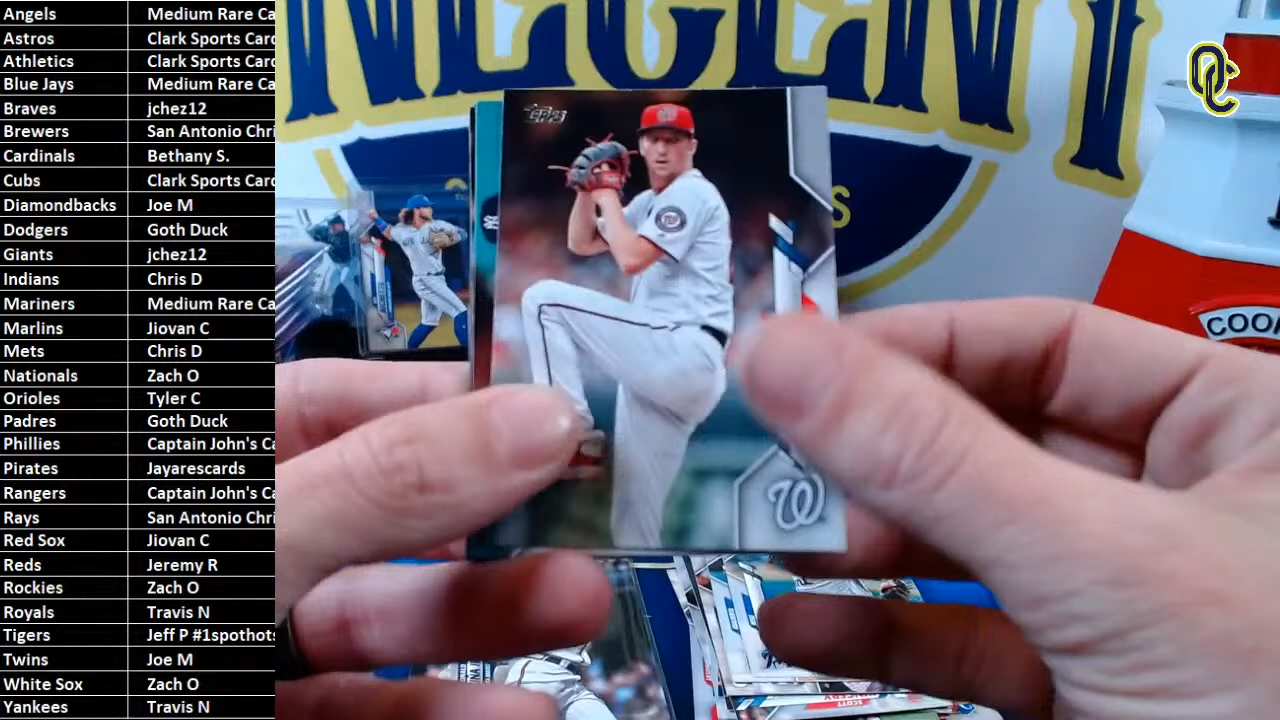 Angels Medium Rare Ca
Astros Clark Sports Card
Athletics Clark Sports Card
Blue Jays Medium Rare Ca
Braves jchez12
Brewers San Antonio Chri
Cardinals Bethany S.
Cubs Clark Sports Card
Diamondbacks Joe M
Dodgers Goth Duck
Giants jchez12
Indians Chris D
Mariners Medium Rare Ca
Marlins Jiovan C
Mets Chris D
Nationals Zach O
Orioles Tyler C
Padres Goth Duck
Phillies Captain John's Ca
Pirates Jayarescards
Rangers Captain John's Ca
Rays San Antonio Chri
Red Sox Jiovan C
Reds Jeremy R
Rockies Zach O
Royals Travis N
Tigers Jeff P #1spothots
Twins Joe M
White Sox Zach O
Yankees Travis N
OC
TOPPS
W
SCOTT